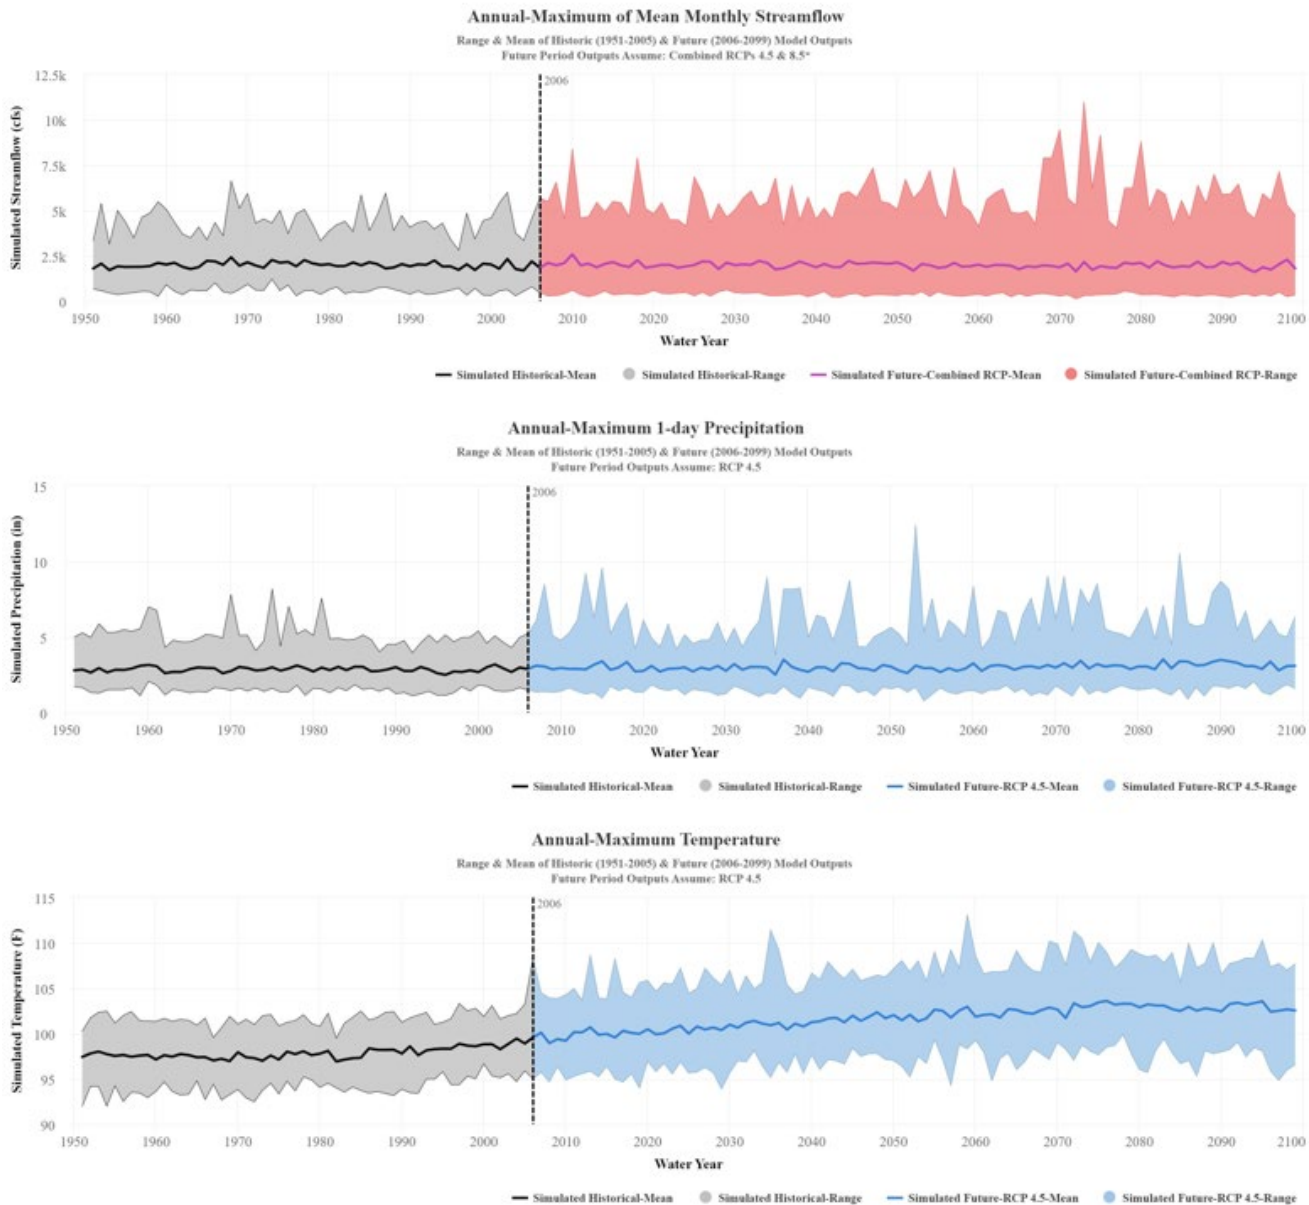 Annual-Maximum of Mean Monthly Streamflow
Range & Mean of Historic (1951-2005) & Future (2006-2099) Model Outputs
Future Period Outputs Assume: Combined RCPs 4.5 & 8.5*
Simulated Streamflow (cfs)
12.5k
10k
7.5k
5k
2.5k
0
2006
1950 1960 1970 1980 1990 2000 2010 2020 2030 2040 2050 2060 2070 2080 2090 2100
Water Year
Simulated Historical-Mean Simulated Historical-Range Simulated Future-Combined RCP-Mean Simulated Future-Combined RCP-Range
Annual-Maximum 1-day Precipitation
Range & Mean of Historic (1951-2005) & Future (2006-2099) Model Outputs
Future Period Outputs Assume: RCP 4.5
Simulated Precipitation (in)
15
10
5
0
2006
1950 1960 1970 1980 1990 2000 2010 2020 2030 2040 2050 2060 2070 2080 2090 2100
Water Year
Simulated Historical-Mean Simulated Historical-Range Simulated Future-RCP 4.5-Mean Simulated Future-RCP 4.5-Range
Annual-Maximum Temperature
Range & Mean of Historic (1951-2005) & Future (2006-2099) Model Outputs
Future Period Outputs Assume: RCP 4.5
Simulated Temperature (F)
115
110
105
100
95
90
2006
1950 1960 1970 1980 1990 2000 2010 2020 2030 2040 2050 2060 2070 2080 2090 2100
Water Year
Simulated Historical-Mean Simulated Historical-Range Simulated Future-RCP 4.5-Mean Simulated Future-RCP 4.5-Range